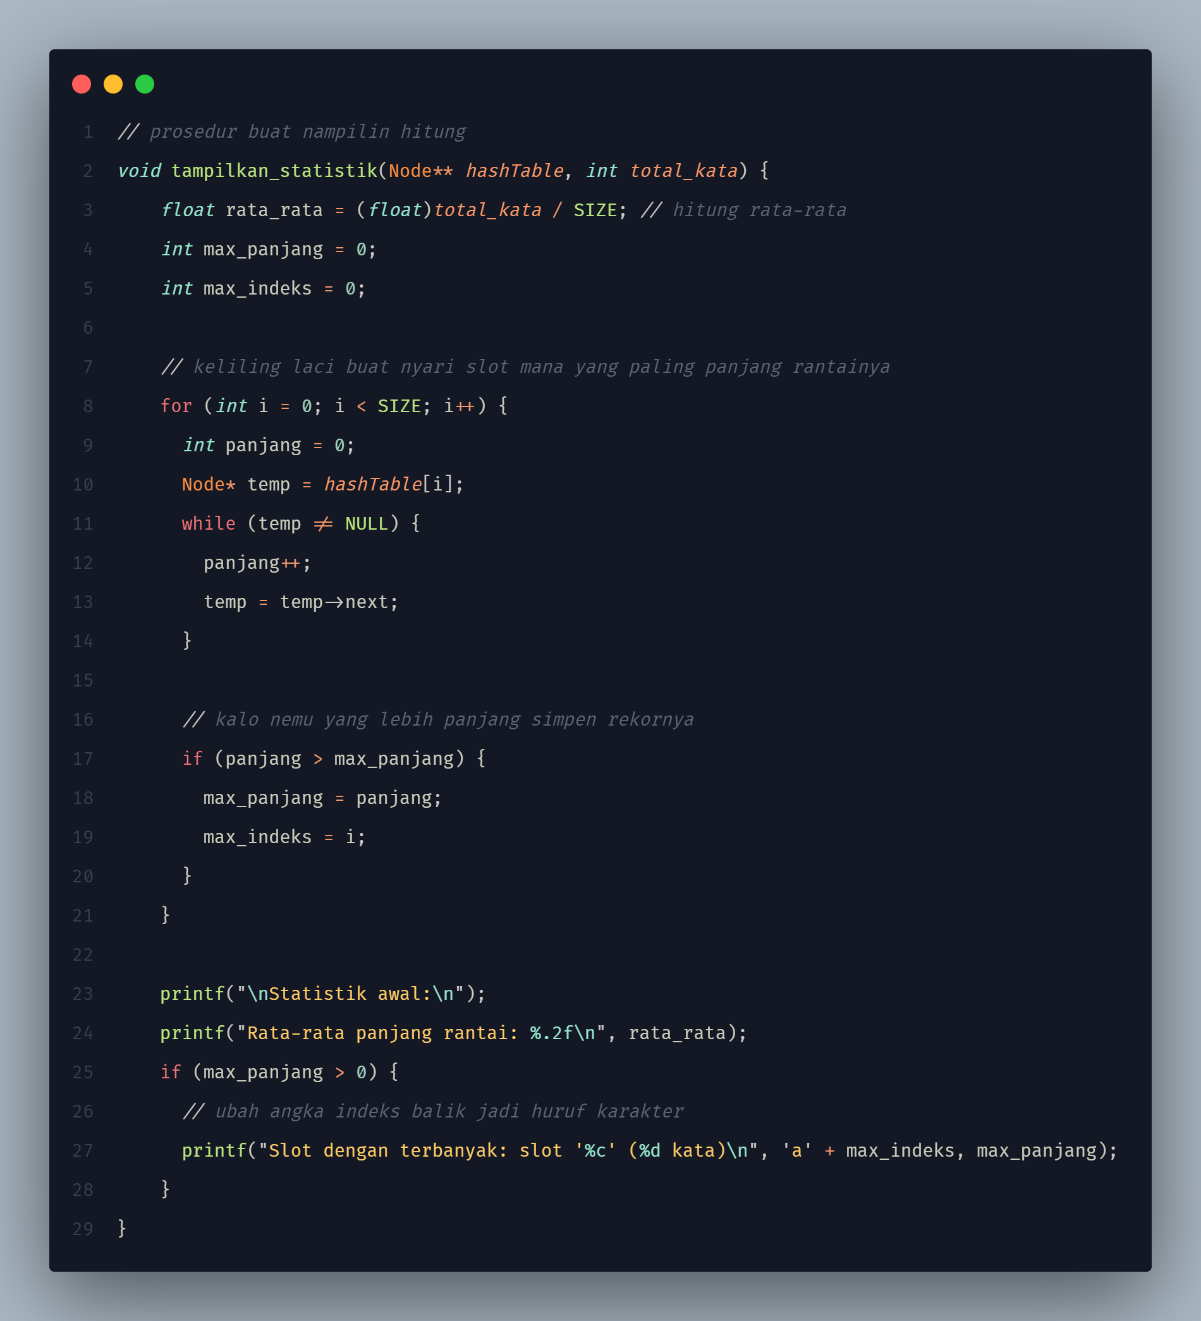 1 // prosedur buat nampilin hitung
2 void tampilkan_statistik(Node** hashTable, int total_kata) {
3 float rata_rata = (float)total_kata / SIZE; // hitung rata-rata
4 int max_panjang = 0;
5 int max_indeks = 0;
6
7 // keliling laci buat nyari slot mana yang paling panjang rantainya
8 for (int i = 0; i < SIZE; i++) {
9 int panjang = 0;
10 Node* temp = hashTable[i];
11 while (temp != NULL) {
12 panjang++;
13 temp = temp->next;
14 }
15
16 // kalo nemu yang lebih panjang simpen rekornya
17 if (panjang > max_panjang) {
18 max_panjang = panjang;
19 max_indeks = i;
20 }
21 }
22
23 printf("\nStatistik awal:\n");
24 printf("Rata-rata panjang rantai: %.2f\n", rata_rata);
25 if (max_panjang > 0) {
26 // ubah angka indeks balik jadi huruf karakter
27 printf("Slot dengan terbanyak: slot '%c' (%d kata)\n", 'a' + max_indeks, max_panjang);
28 }
29 }